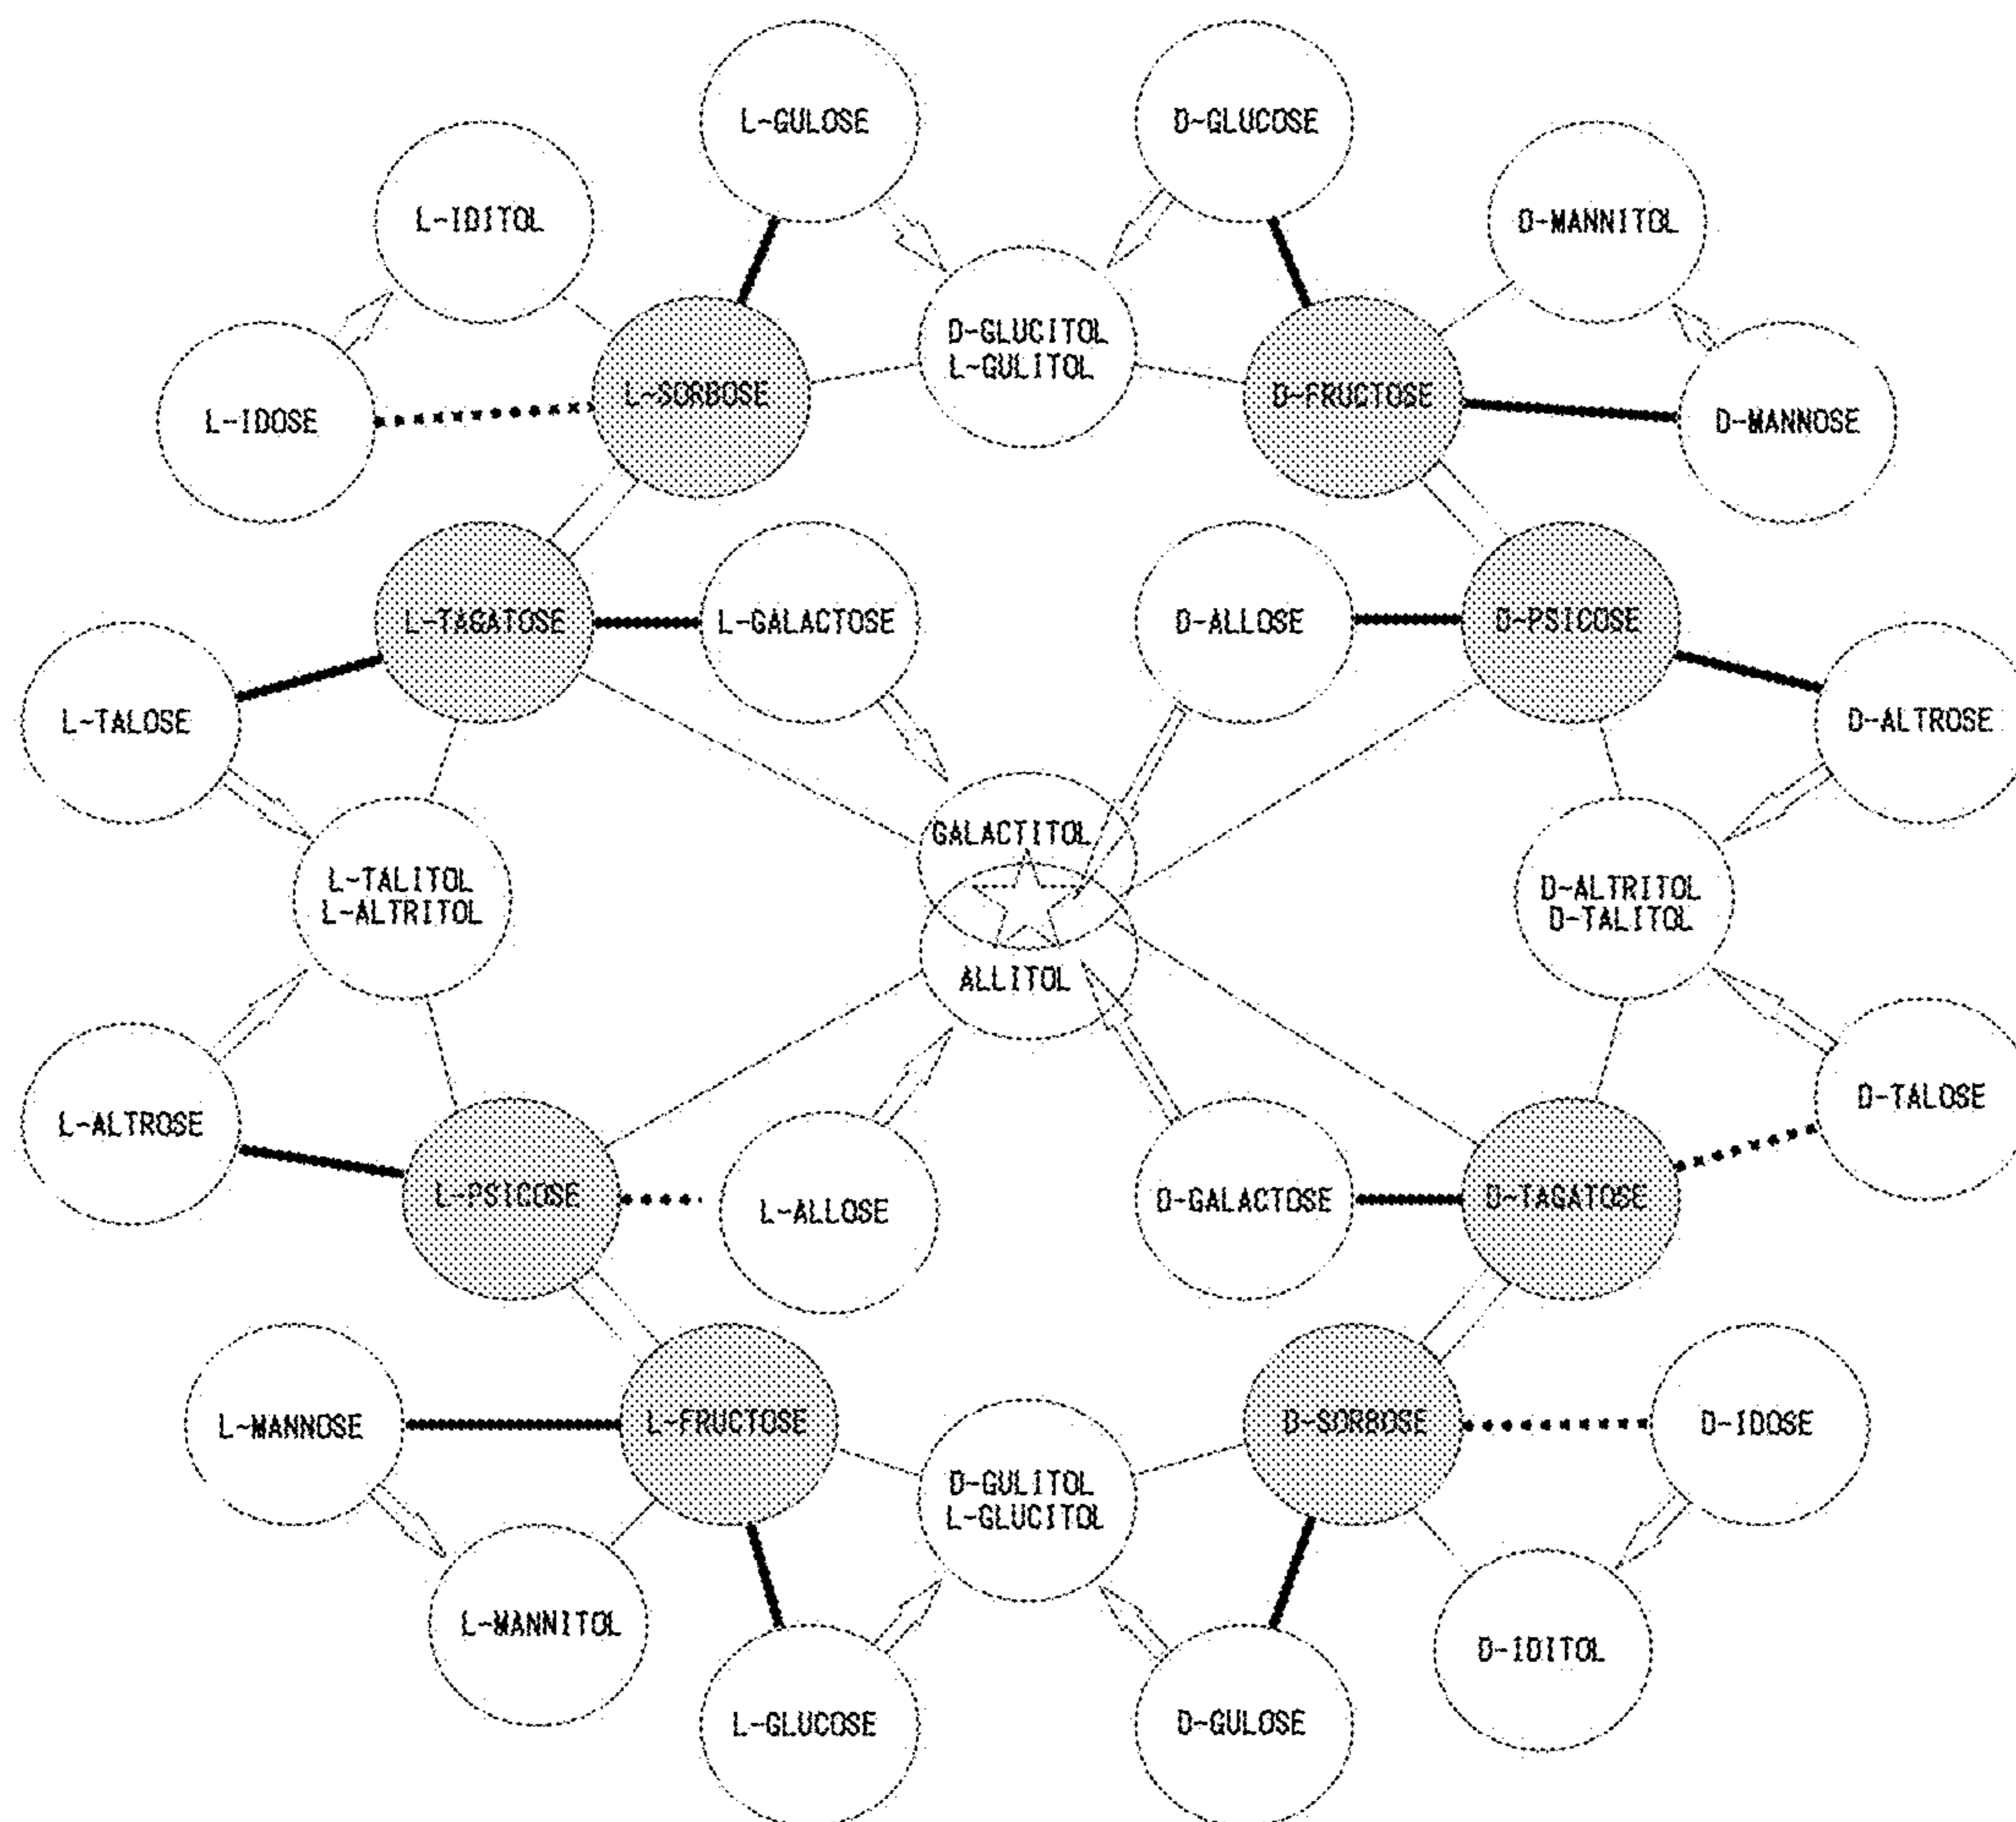 L-GULOSE
D-GLUCOSE
L-IDITOL
D-MANNITOL
D-GLUCITOL
L-GULITOL
L-SORBOSE
D-FRUCTOSE
L-IDOSE
D-MANNOSE
L-TAGATOSE
L-GALACTOSE
D-ALLOSE
D-PSICOSE
L-TALOSE
D-ALTROSE
GALACTITOL
L-TALITOL
L-ALTRITOL
D-ALTRITOL
D-TALITOL
ALLITOL
L-ALTROSE
D-TALOSE
L-PSICOSE
L-ALLOSE
D-GALACTOSE
D-TAGATOSE
L-MANNOSE
L-FRUCTOSE
D-SORBOSE
D-IDOSE
D-GULITOL
L-GLUCITOL
L-MANNITOL
D-IDITOL
L-GLUCOSE
D-GULOSE